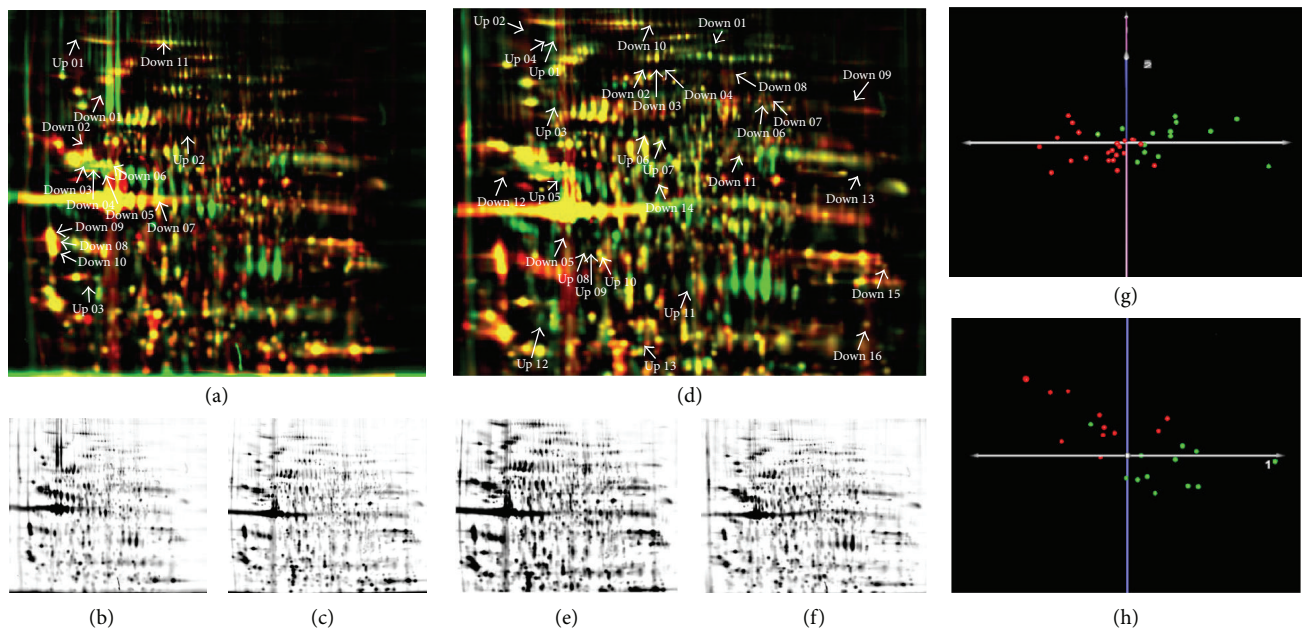 Up 01
Down 11
Down 01
Down 02
Up 02
Down 03
Down 06
Down 04
Down 05
Down 07
Down 09
Down 08
Down 10
Up 03
(a)
Up 02
Down 01
Down 10
Up 04
Up 01
Down 09
Down 08
Down 04
Down 02
Down 03
Down 07
Up 03
Down 06
Up 06
Up 07
Down 11
Up 05
Down 12
Down 13
Down 14
Down 05
Up 08
Up 10
Up 09
Down 15
Up 11
Up 12
Up 13
Down 16
(d)
(g)
1
(h)
(b)
(c)
(e)
(f)